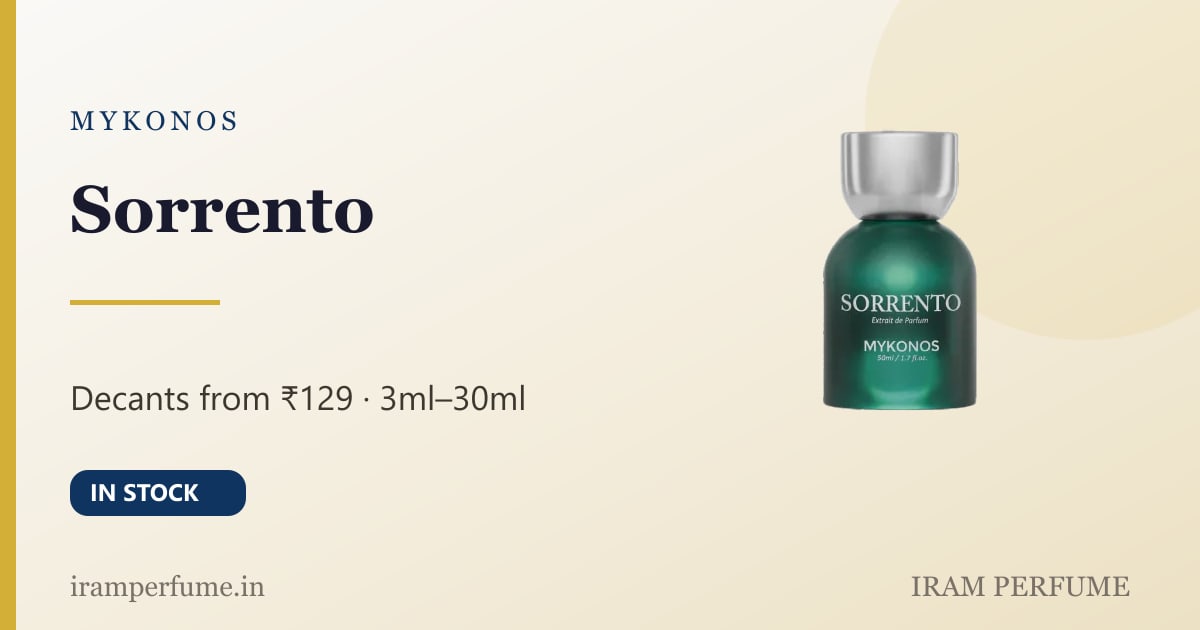 MYKONOS
Sorrento
Decants from ₹129 · 3ml–30ml
IN STOCK
SORRENTO
Extrait de Parfum
MYKONOS
50ml / 1.7 fl.oz.
iramperfume.in
IRAM PERFUME